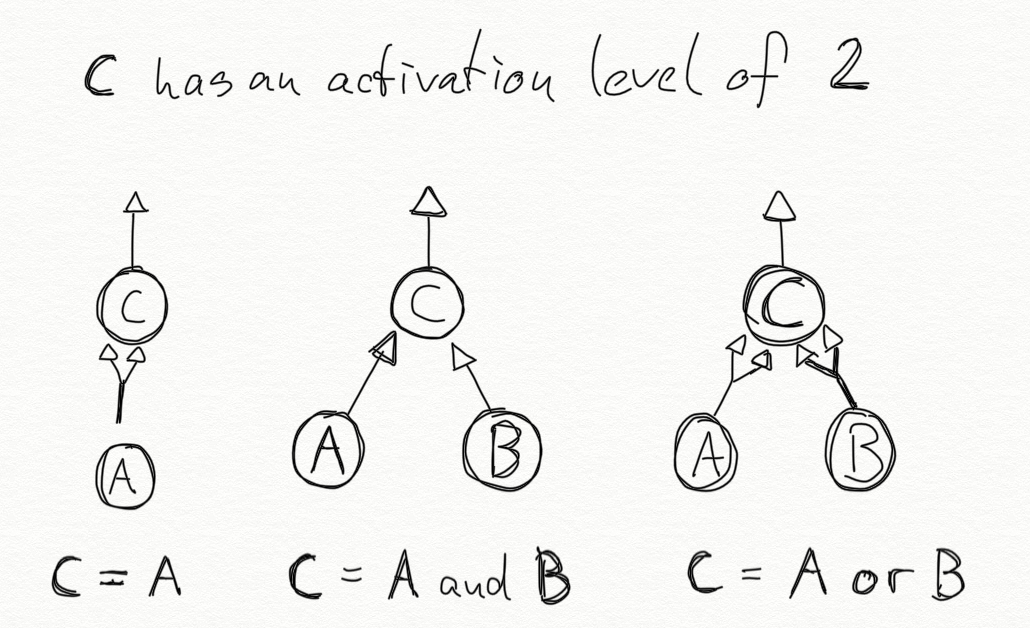 C has an activation level of 2
C C C
A B A B
A
C = A C = A and B C = A or B